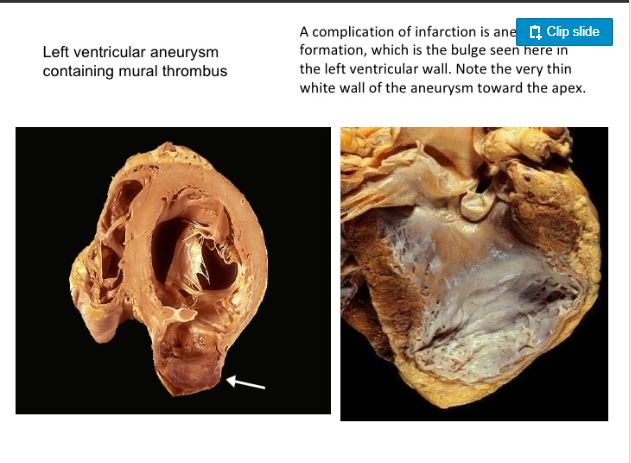 Left ventricular aneurysm
containing mural thrombus
A complication of infarction is ane
Clip slide
formation, which is the bulge seen here in
the left ventricular wall. Note the very thin
white wall of the aneurysm toward the apex.